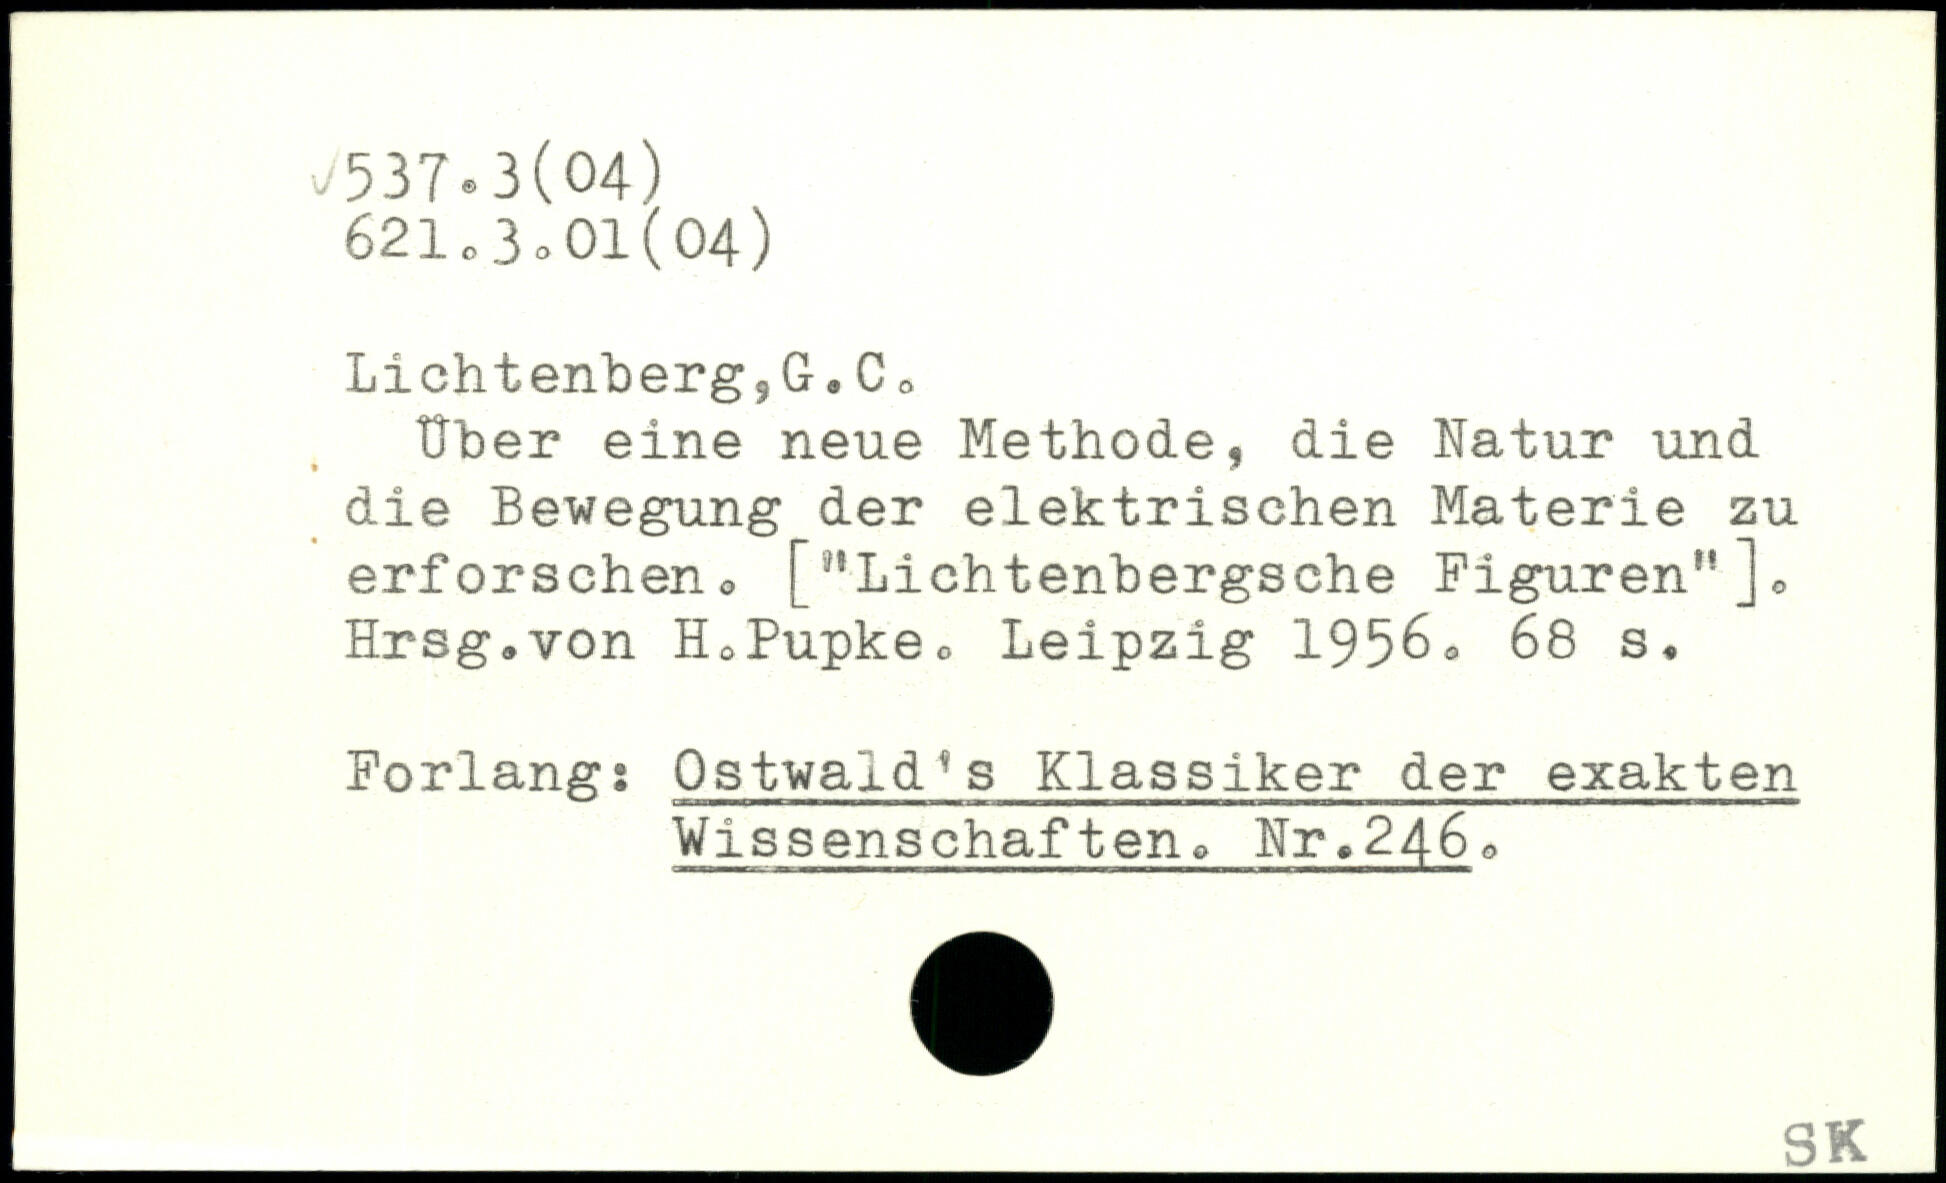 ✓537.3(04)
621.3.01(04)
Lichtenberg,G.C.
Über eine neue Methode, die Natur und
die Bewegung der elektrischen Materie zu
erforschen. ["Lichtenbergsche Figuren"].
Hrsg.von H.Pupke. Leipzig 1956. 68 s.
Forlang: Ostwald's Klassiker der exakten
Wissenschaften. Nr.246.
SK